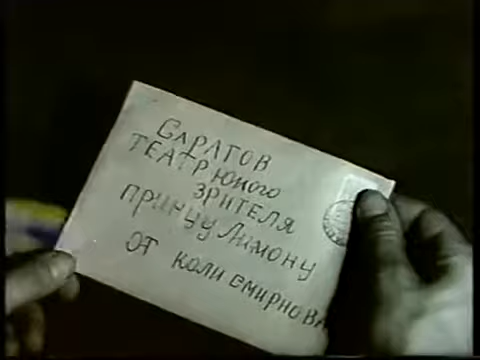 САРАТОВ
ТЕАТР ЮНОГО
ЗРИТЕЛЯ
ПРИНЦУ ЛИМОНУ
ОТ КОЛИ СМИРНОВА